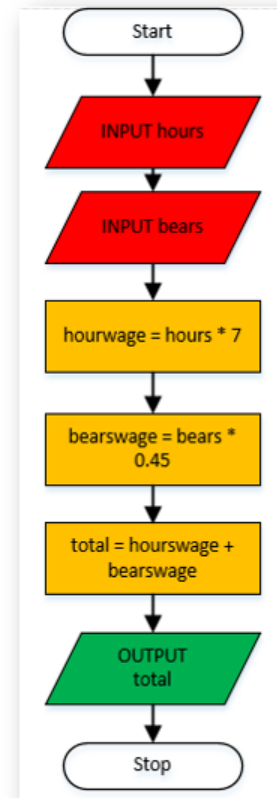 Start
INPUT hours
INPUT bears
hourwage = hours * 7
bearswage = bears *
0.45
total = hourswage +
bearswage
OUTPUT
total
Stop